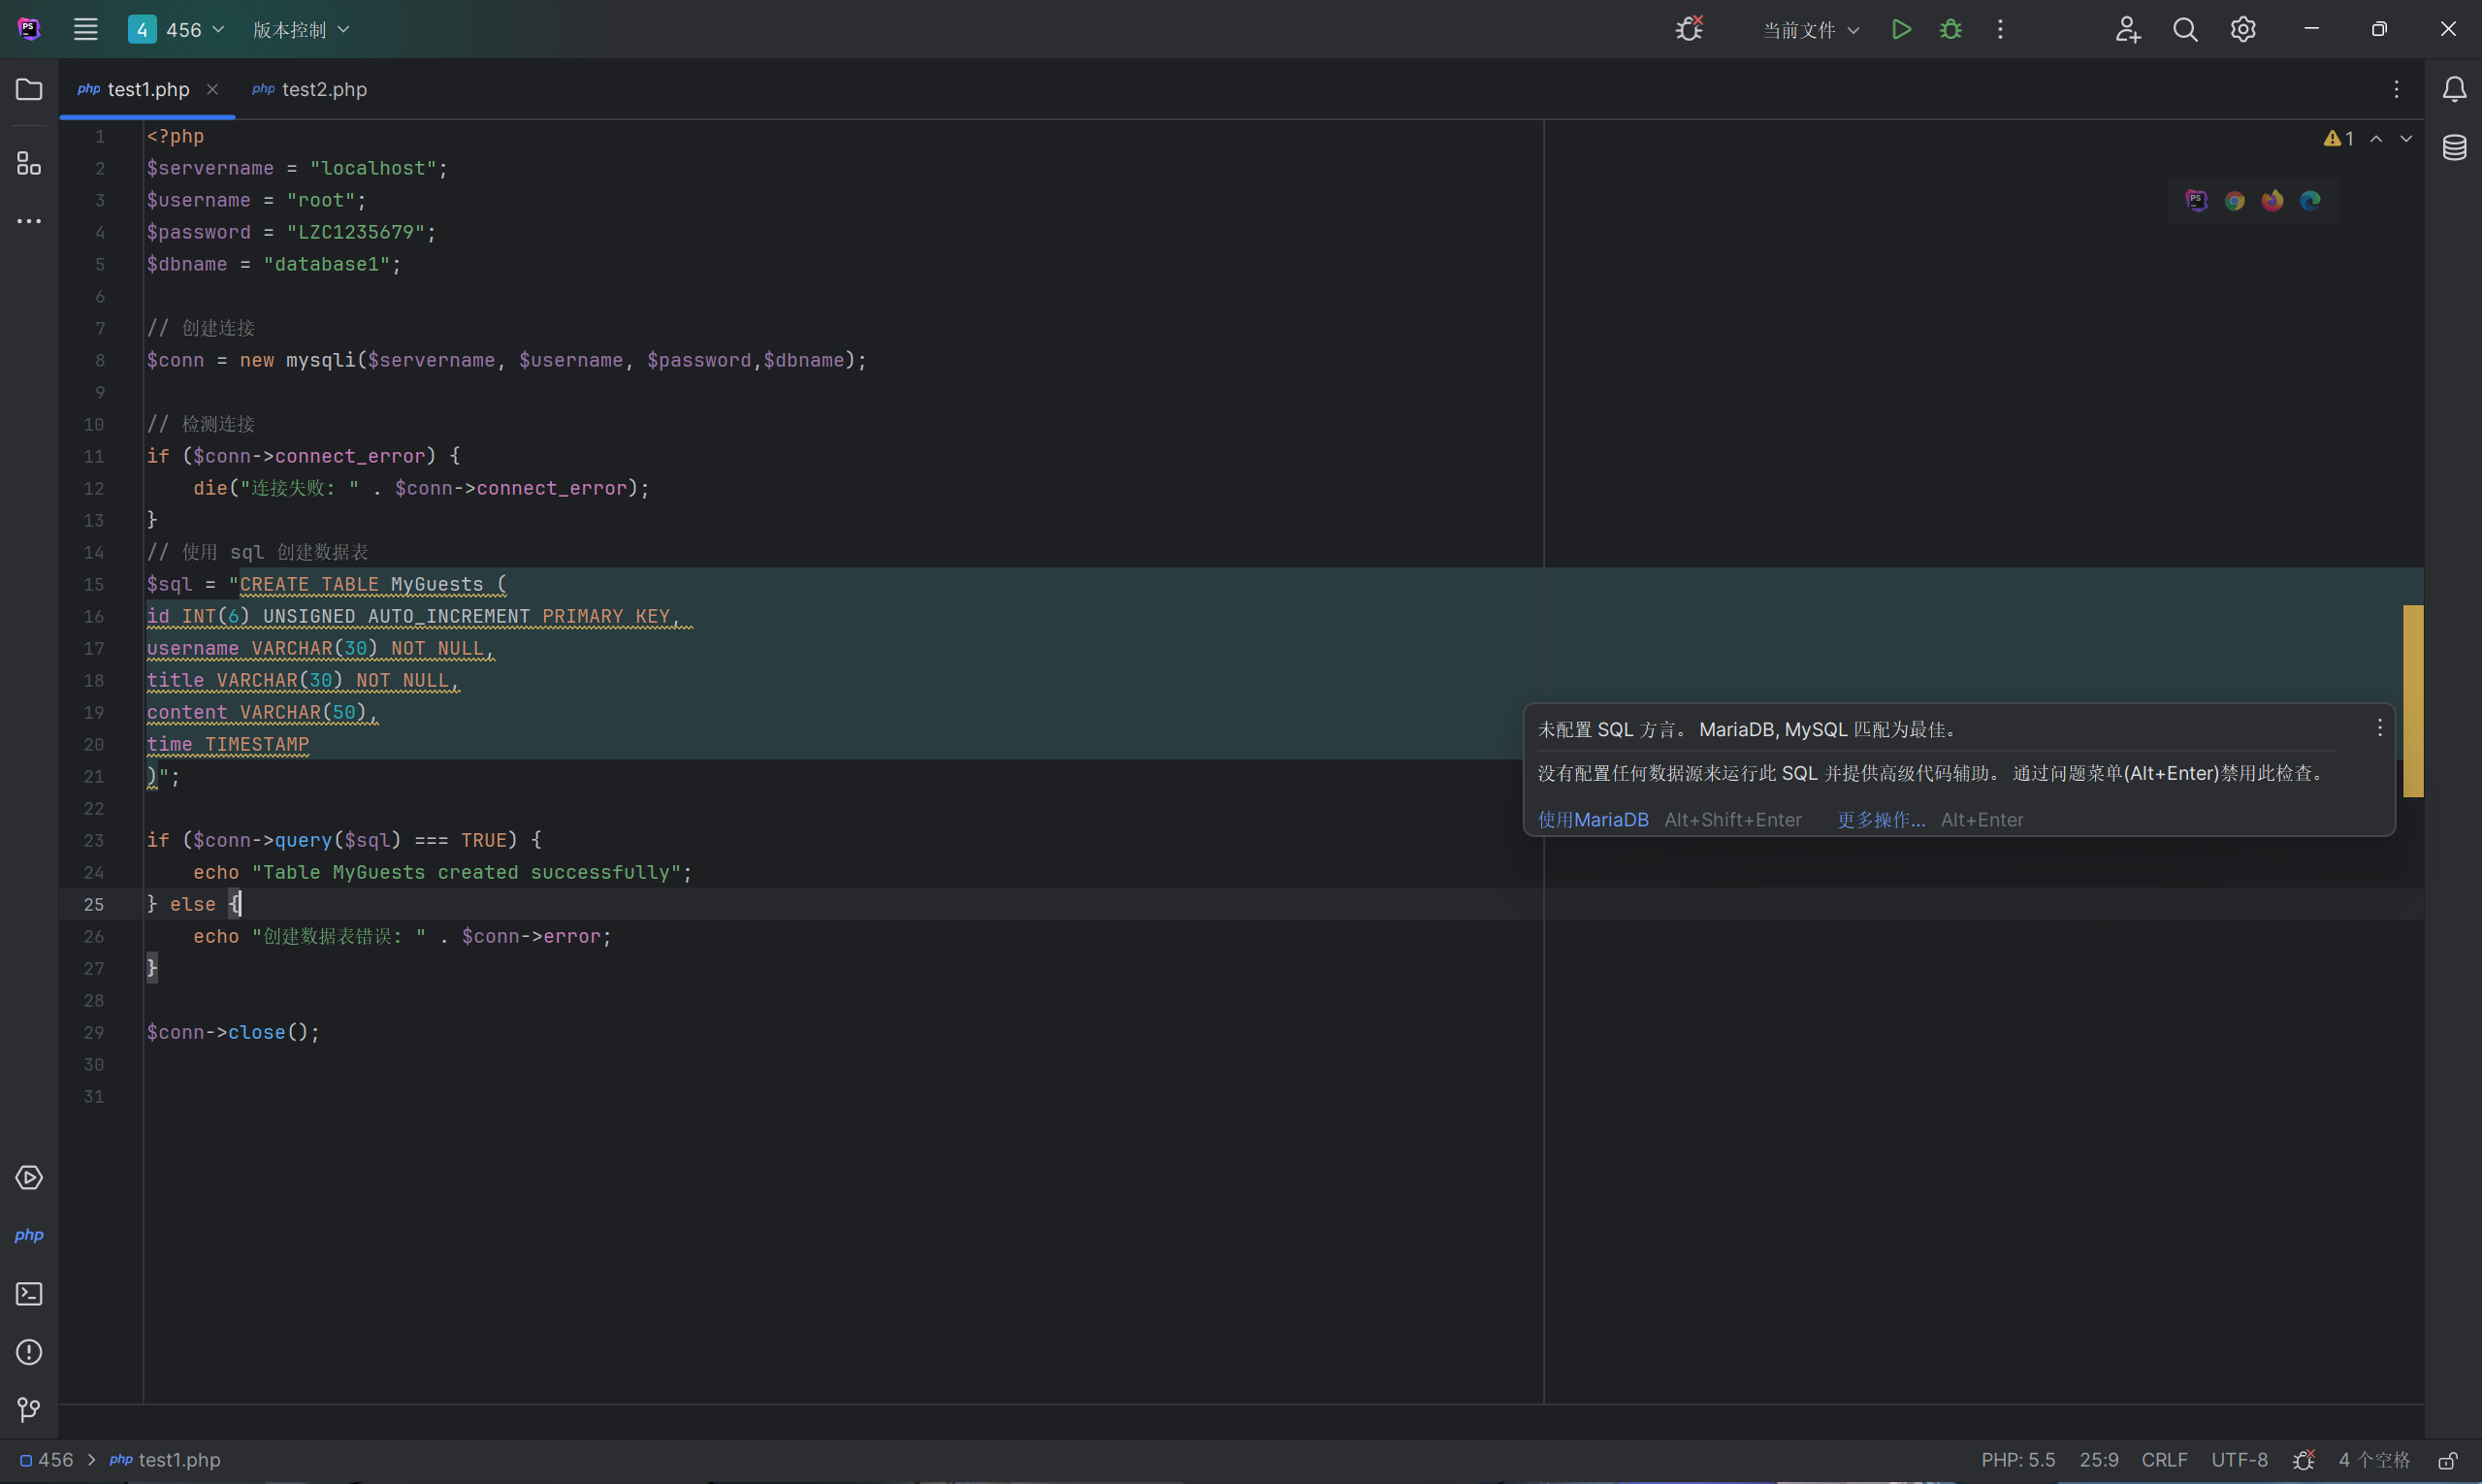 PS
4 456 版本控制 当前文件
php test1.php php test2.php
1 <?php
2 $servername = "localhost";
3 $username = "root";
4 $password = "LZC1235679";
5 $dbname = "database1";
6
7 // 创建连接
8 $conn = new mysqli($servername, $username, $password,$dbname);
9
10 // 检测连接
11 if ($conn->connect_error) {
12 die("连接失败: " . $conn->connect_error);
13 }
14 // 使用 sql 创建数据表
15 $sql = "CREATE TABLE MyGuests (
16 id INT(6) UNSIGNED AUTO_INCREMENT PRIMARY KEY,
17 username VARCHAR(30) NOT NULL,
18 title VARCHAR(30) NOT NULL,
19 content VARCHAR(50),
20 time TIMESTAMP
21 )";
22
23 if ($conn->query($sql) === TRUE) {
24 echo "Table MyGuests created successfully";
25 } else {
26 echo "创建数据表错误: " . $conn->error;
27 }
28
29 $conn->close();
30
31
1
PS
未配置 SQL 方言。 MariaDB, MySQL 匹配为最佳。
没有配置任何数据源来运行此 SQL 并提供高级代码辅助。 通过问题菜单(Alt+Enter)禁用此检查。
使用MariaDB Alt+Shift+Enter 更多操作... Alt+Enter
php
456 > php test1.php PHP: 5.5 25:9 CRLF UTF-8 4 个空格